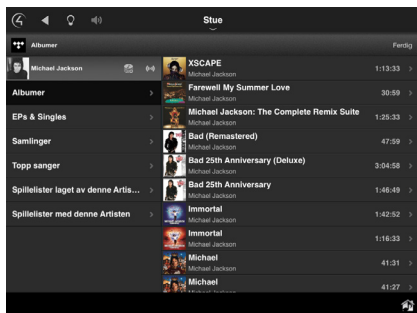 Stue
Albumer
Ferdig
Michael Jackson
Albumer
EPs & Singles
Samlinger
Topp sanger
Spillelister laget av denne Artis...
Spillelister med denne Artisten
XSCAPE
Michael Jackson
1:13:33
Farewell My Summer Love
Michael Jackson
30:59
Michael Jackson: The Complete Remix Suite
Michael Jackson
1:25:33
Bad (Remastered)
Michael Jackson
47:59
Bad 25th Anniversary (Deluxe)
Michael Jackson
3:04:58
Bad 25th Anniversary
Michael Jackson
1:46:49
Immortal
Michael Jackson
1:42:52
Immortal
Michael Jackson
1:16:33
Michael
Michael Jackson
41:31
Michael
Michael Jackson
41:27